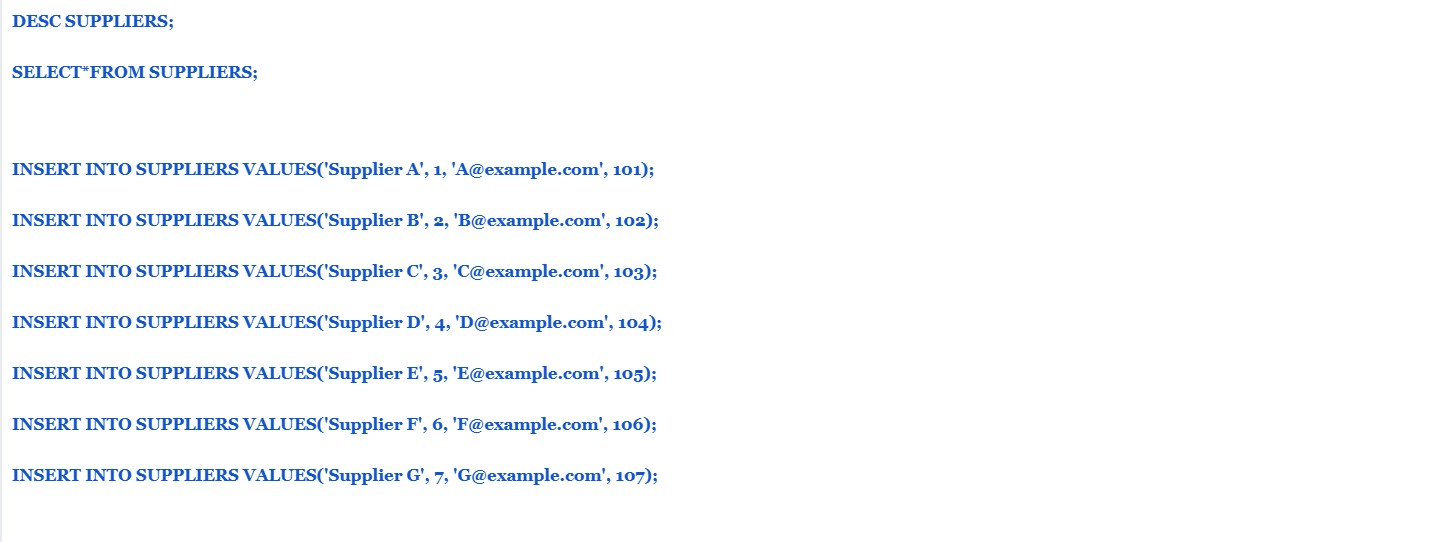 DESC SUPPLIERS;
SELECT*FROM SUPPLIERS;
INSERT INTO SUPPLIERS VALUES('Supplier A', 1, 'A@example.com', 101);
INSERT INTO SUPPLIERS VALUES('Supplier B', 2, 'B@example.com', 102);
INSERT INTO SUPPLIERS VALUES('Supplier C', 3, 'C@example.com', 103);
INSERT INTO SUPPLIERS VALUES('Supplier D', 4, 'D@example.com', 104);
INSERT INTO SUPPLIERS VALUES('Supplier E', 5, 'E@example.com', 105);
INSERT INTO SUPPLIERS VALUES('Supplier F', 6, 'F@example.com', 106);
INSERT INTO SUPPLIERS VALUES('Supplier G', 7, 'G@example.com', 107);